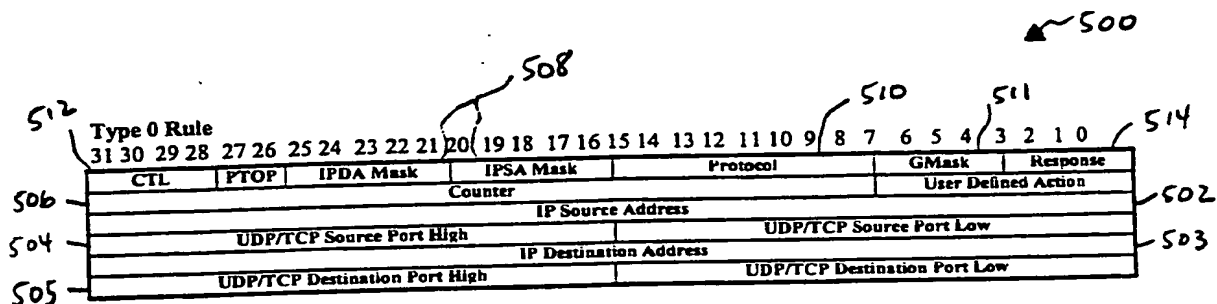 500
508
512
510
511
514
Type 0 Rule
31 30 29 28 27 26 25 24 23 22 21 20 19 18 17 16 15 14 13 12 11 10 9 8 7 6 5 4 3 2 1 0
CTL PTOP IPDA Mask IPSA Mask Protocol GMask Response
506 Counter User Defined Action
IP Source Address 502
504 UDP/TCP Source Port High UDP/TCP Source Port Low
IP Destination Address 503
505 UDP/TCP Destination Port High UDP/TCP Destination Port Low